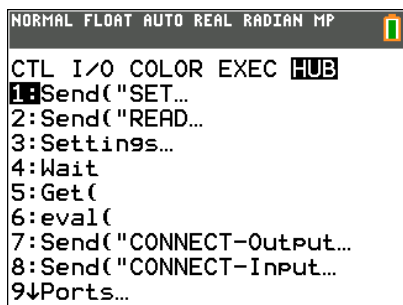 NORMAL FLOAT AUTO REAL RADIAN MP
CTL I/O COLOR EXEC HUB
1:Send("SET…
2:Send("READ…
3:Settings…
4:Wait
5:Get(
6:eval(
7:Send("CONNECT-Output…
8:Send("CONNECT-Input…
9↓Ports…